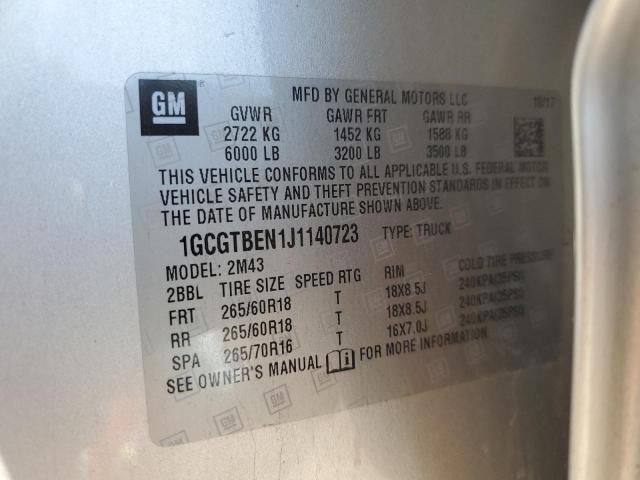 GM
MFD BY GENERAL MOTORS LLC 10/17
GVWR GAWR FRT GAWR RR
2722 KG 1452 KG 1588 KG
6000 LB 3200 LB 3500 LB
THIS VEHICLE CONFORMS TO ALL APPLICABLE U.S. FEDERAL MOTOR
VEHICLE SAFETY AND THEFT PREVENTION STANDARDS IN EFFECT ON
THE DATE OF MANUFACTURE SHOWN ABOVE.
1GCGTBEN1J1140723 TYPE: TRUCK
MODEL: 2M43
2BBL TIRE SIZE SPEED RTG RIM COLD TIRE PRESSURE
FRT 265/60R18 T 18X8.5J 240KPA(35PSI)
RR 265/60R18 T 18X8.5J 240KPA(35PSI)
SPA 265/70R16 T 16X7.0J 240KPA(35PSI)
SEE OWNER'S MANUAL FOR MORE INFORMATION